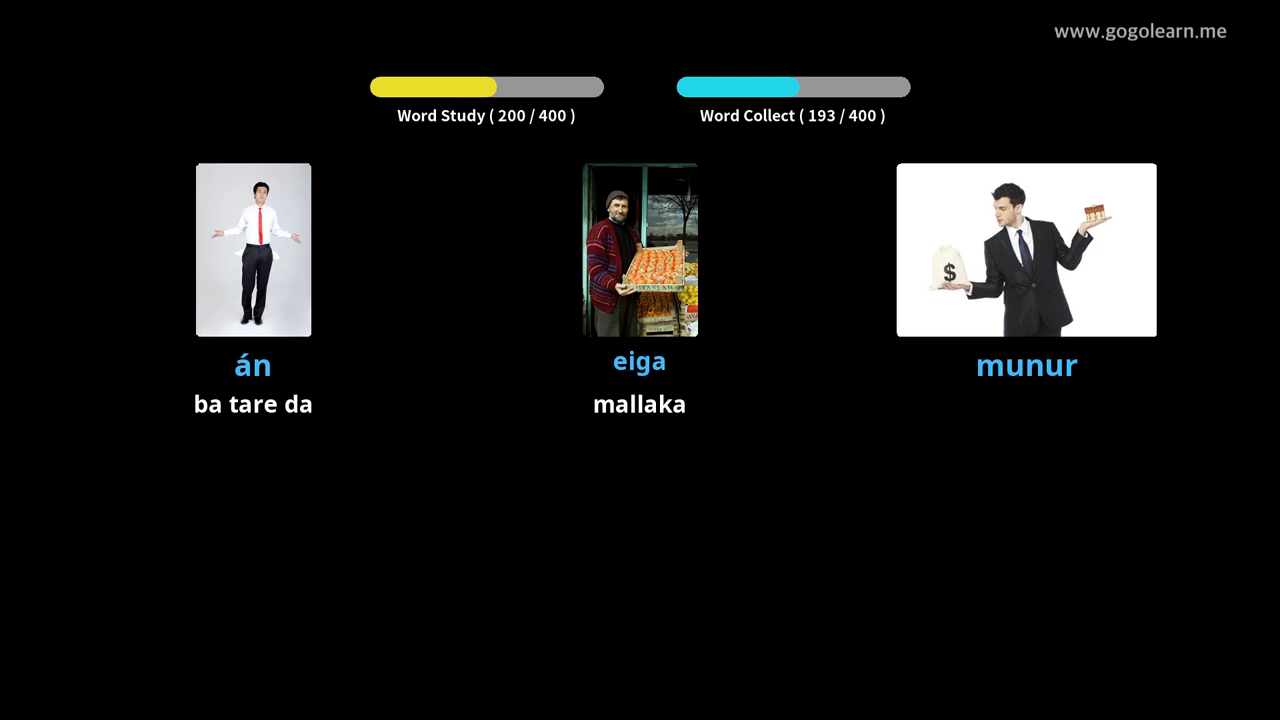 www.gogolearn.me
Word Study ( 200 / 400 )
Word Collect ( 193 / 400 )
$
án
eiga
munur
ba tare da
mallaka